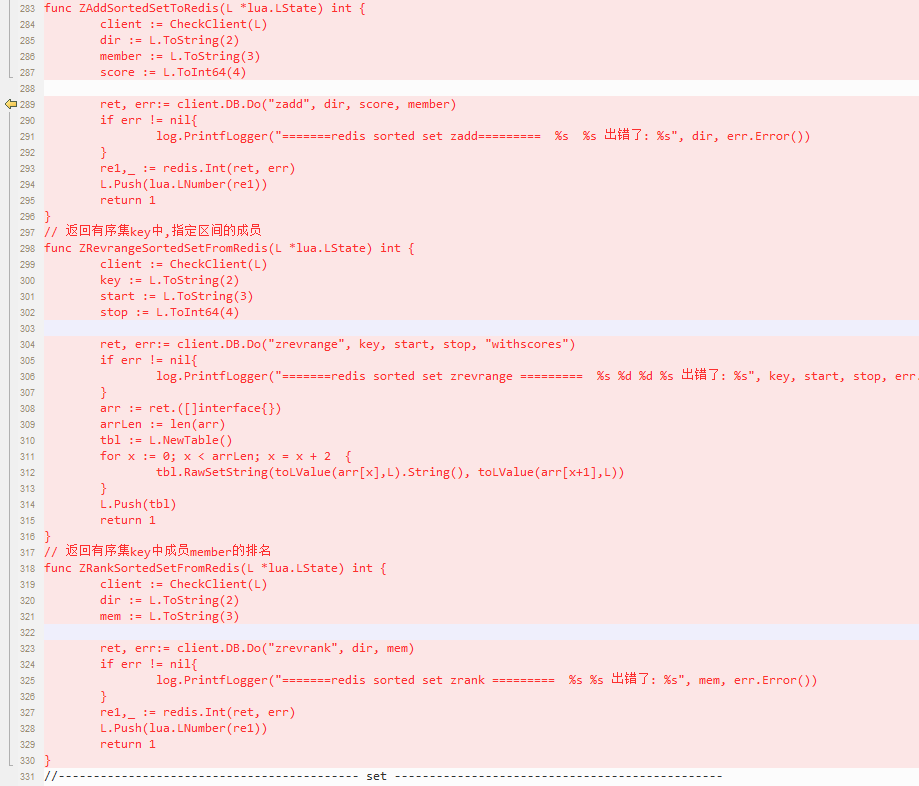 283 func ZAddSortedSetToRedis(L *lua.LState) int {
284 client := CheckClient(L)
285 dir := L.ToString(2)
286 member := L.ToString(3)
287 score := L.ToInt64(4)
288
289 ret, err:= client.DB.Do("zadd", dir, score, member)
290 if err != nil{
291 log.PrintfLogger("=======redis sorted set zadd=========  %s  %s 出错了: %s", dir, err.Error())
292 }
293 re1,_ := redis.Int(ret, err)
294 L.Push(lua.LNumber(re1))
295 return 1
296 }
297 // 返回有序集key中,指定区间的成员
298 func ZRevrangeSortedSetFromRedis(L *lua.LState) int {
299 client := CheckClient(L)
300 key := L.ToString(2)
301 start := L.ToString(3)
302 stop := L.ToInt64(4)
303
304 ret, err:= client.DB.Do("zrevrange", key, start, stop, "withscores")
305 if err != nil{
306 log.PrintfLogger("=======redis sorted set zrevrange =========  %s %d %d %s 出错了: %s", key, start, stop, err.
307 }
308 arr := ret.([]interface{})
309 arrLen := len(arr)
310 tbl := L.NewTable()
311 for x := 0; x < arrLen; x = x + 2  {
312 tbl.RawSetString(toLValue(arr[x],L).String(), toLValue(arr[x+1],L))
313 }
314 L.Push(tbl)
315 return 1
316 }
317 // 返回有序集key中成员member的排名
318 func ZRankSortedSetFromRedis(L *lua.LState) int {
319 client := CheckClient(L)
320 dir := L.ToString(2)
321 mem := L.ToString(3)
322
323 ret, err:= client.DB.Do("zrevrank", dir, mem)
324 if err != nil{
325 log.PrintfLogger("=======redis sorted set zrank =========  %s %s 出错了: %s", mem, err.Error())
326 }
327 re1,_ := redis.Int(ret, err)
328 L.Push(lua.LNumber(re1))
329 return 1
330 }
331 //------------------------------------------- set -----------------------------------------------